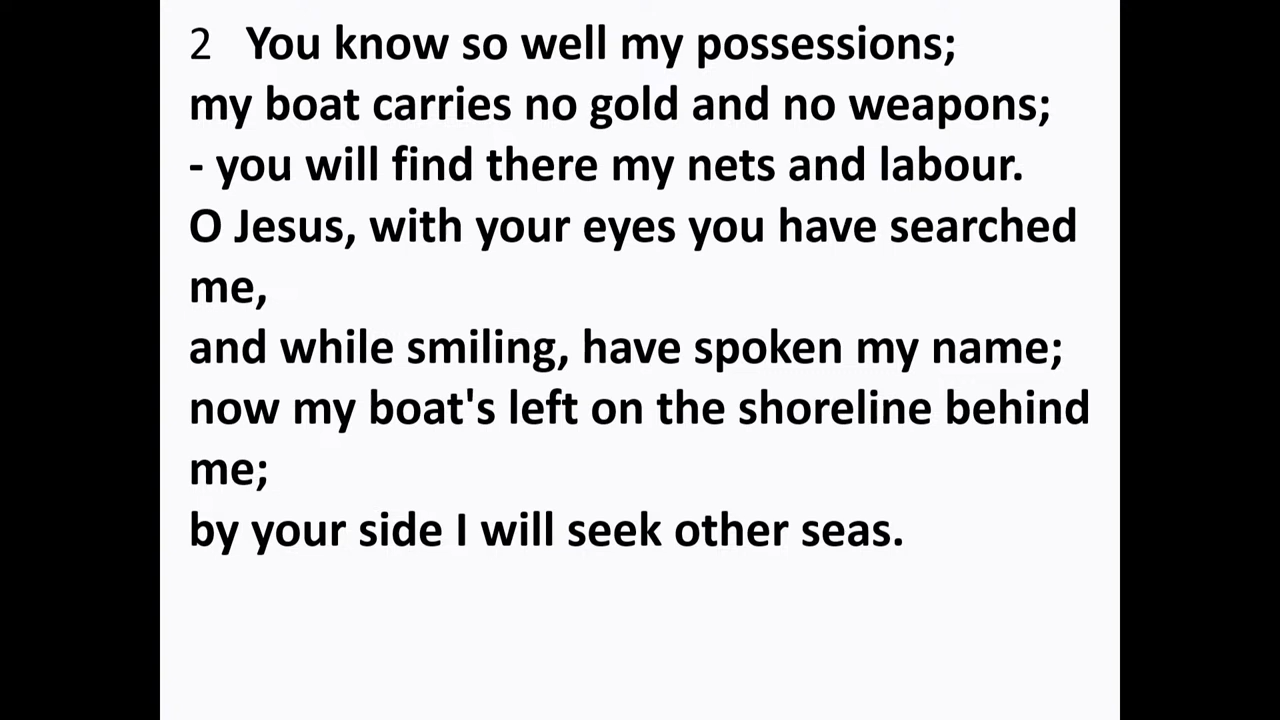 2 You know so well my possessions;
my boat carries no gold and no weapons;
- you will find there my nets and labour.
O Jesus, with your eyes you have searched
me,
and while smiling, have spoken my name;
now my boat's left on the shoreline behind
me;
by your side I will seek other seas.